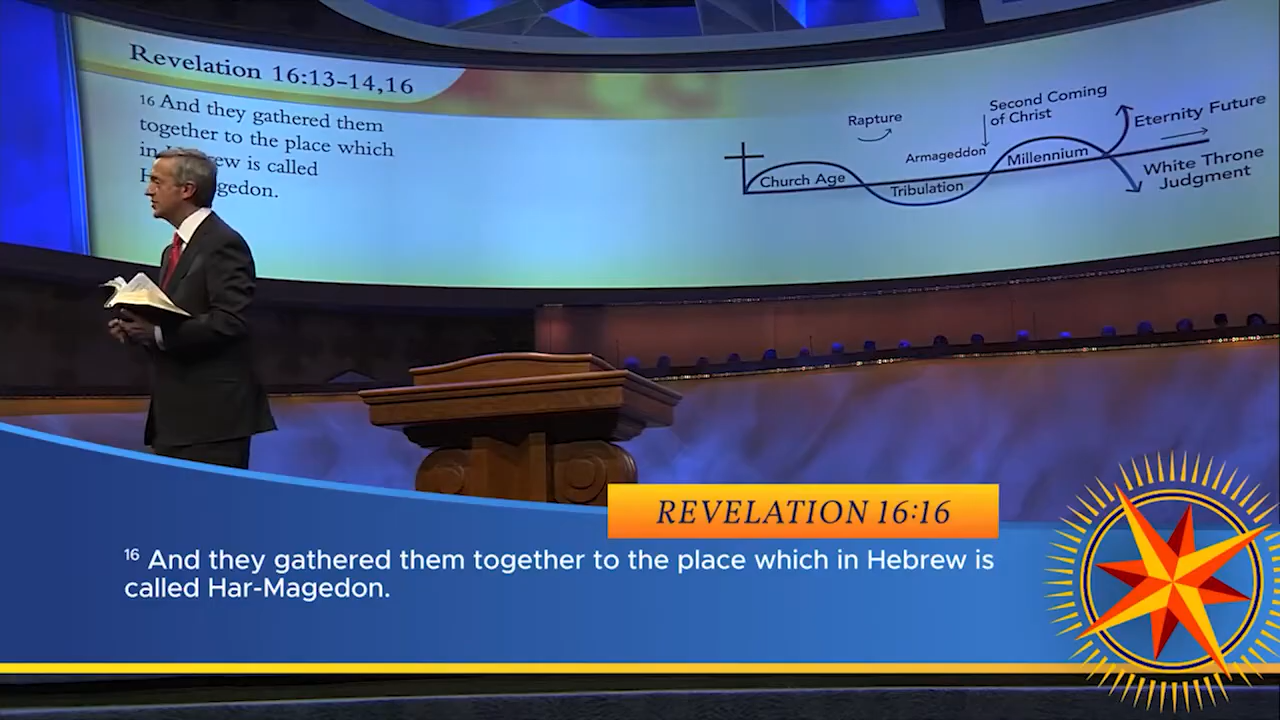 Revelation 16:13-14,16
16 And they gathered them
together to the place which
in Hebrew is called
Har-Magedon.
Rapture
Second Coming
of Christ
Eternity Future
Armageddon
Church Age
Tribulation
Millennium
White Throne
Judgment
REVELATION 16:16
16 And they gathered them together to the place which in Hebrew is
called Har-Magedon.